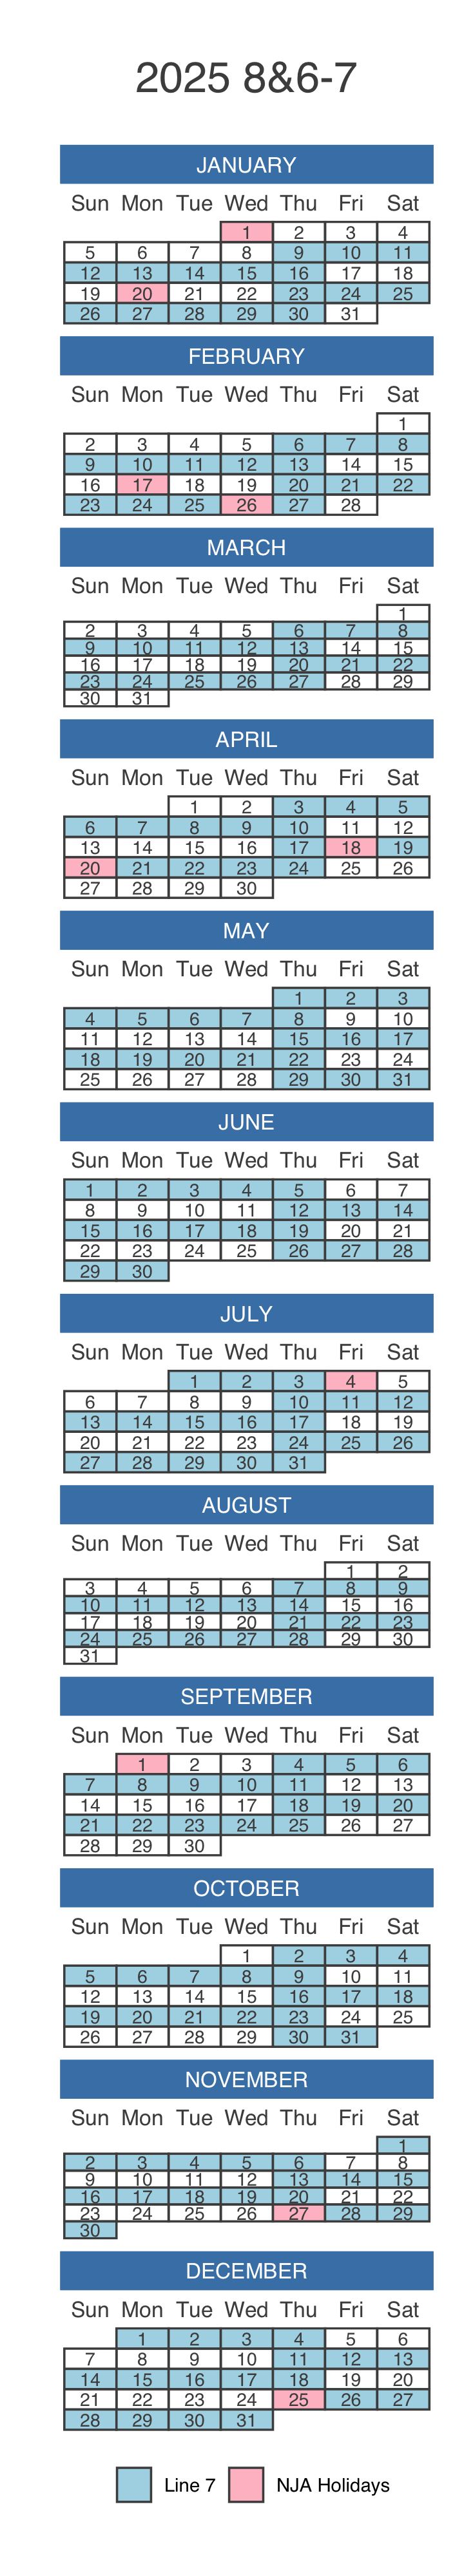 2025 8&6-7
JANUARY
Sun Mon Tue Wed Thu Fri Sat
1 2 3 4
5 6 7 8 9 10 11
12 13 14 15 16 17 18
19 20 21 22 23 24 25
26 27 28 29 30 31
FEBRUARY
Sun Mon Tue Wed Thu Fri Sat
1
2 3 4 5 6 7 8
9 10 11 12 13 14 15
16 17 18 19 20 21 22
23 24 25 26 27 28
MARCH
Sun Mon Tue Wed Thu Fri Sat
1
2 3 4 5 6 7 8
9 10 11 12 13 14 15
16 17 18 19 20 21 22
23 24 25 26 27 28 29
30 31
APRIL
Sun Mon Tue Wed Thu Fri Sat
1 2 3 4 5
6 7 8 9 10 11 12
13 14 15 16 17 18 19
20 21 22 23 24 25 26
27 28 29 30
MAY
Sun Mon Tue Wed Thu Fri Sat
1 2 3
4 5 6 7 8 9 10
11 12 13 14 15 16 17
18 19 20 21 22 23 24
25 26 27 28 29 30 31
JUNE
Sun Mon Tue Wed Thu Fri Sat
1 2 3 4 5 6 7
8 9 10 11 12 13 14
15 16 17 18 19 20 21
22 23 24 25 26 27 28
29 30
JULY
Sun Mon Tue Wed Thu Fri Sat
1 2 3 4 5
6 7 8 9 10 11 12
13 14 15 16 17 18 19
20 21 22 23 24 25 26
27 28 29 30 31
AUGUST
Sun Mon Tue Wed Thu Fri Sat
1 2
3 4 5 6 7 8 9
10 11 12 13 14 15 16
17 18 19 20 21 22 23
24 25 26 27 28 29 30
31
SEPTEMBER
Sun Mon Tue Wed Thu Fri Sat
1 2 3 4 5 6
7 8 9 10 11 12 13
14 15 16 17 18 19 20
21 22 23 24 25 26 27
28 29 30
OCTOBER
Sun Mon Tue Wed Thu Fri Sat
1 2 3 4
5 6 7 8 9 10 11
12 13 14 15 16 17 18
19 20 21 22 23 24 25
26 27 28 29 30 31
NOVEMBER
Sun Mon Tue Wed Thu Fri Sat
1
2 3 4 5 6 7 8
9 10 11 12 13 14 15
16 17 18 19 20 21 22
23 24 25 26 27 28 29
30
DECEMBER
Sun Mon Tue Wed Thu Fri Sat
1 2 3 4 5 6
7 8 9 10 11 12 13
14 15 16 17 18 19 20
21 22 23 24 25 26 27
28 29 30 31
Line 7 NJA Holidays